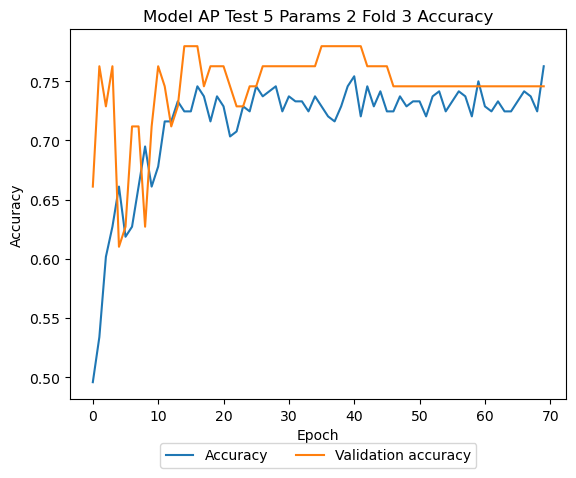 Model AP Test 5 Params 2 Fold 3 Accuracy
Accuracy
0.75
0.70
0.65
0.60
0.55
0.50
0 10 20 30 40 50 60 70
Epoch
Accuracy Validation accuracy